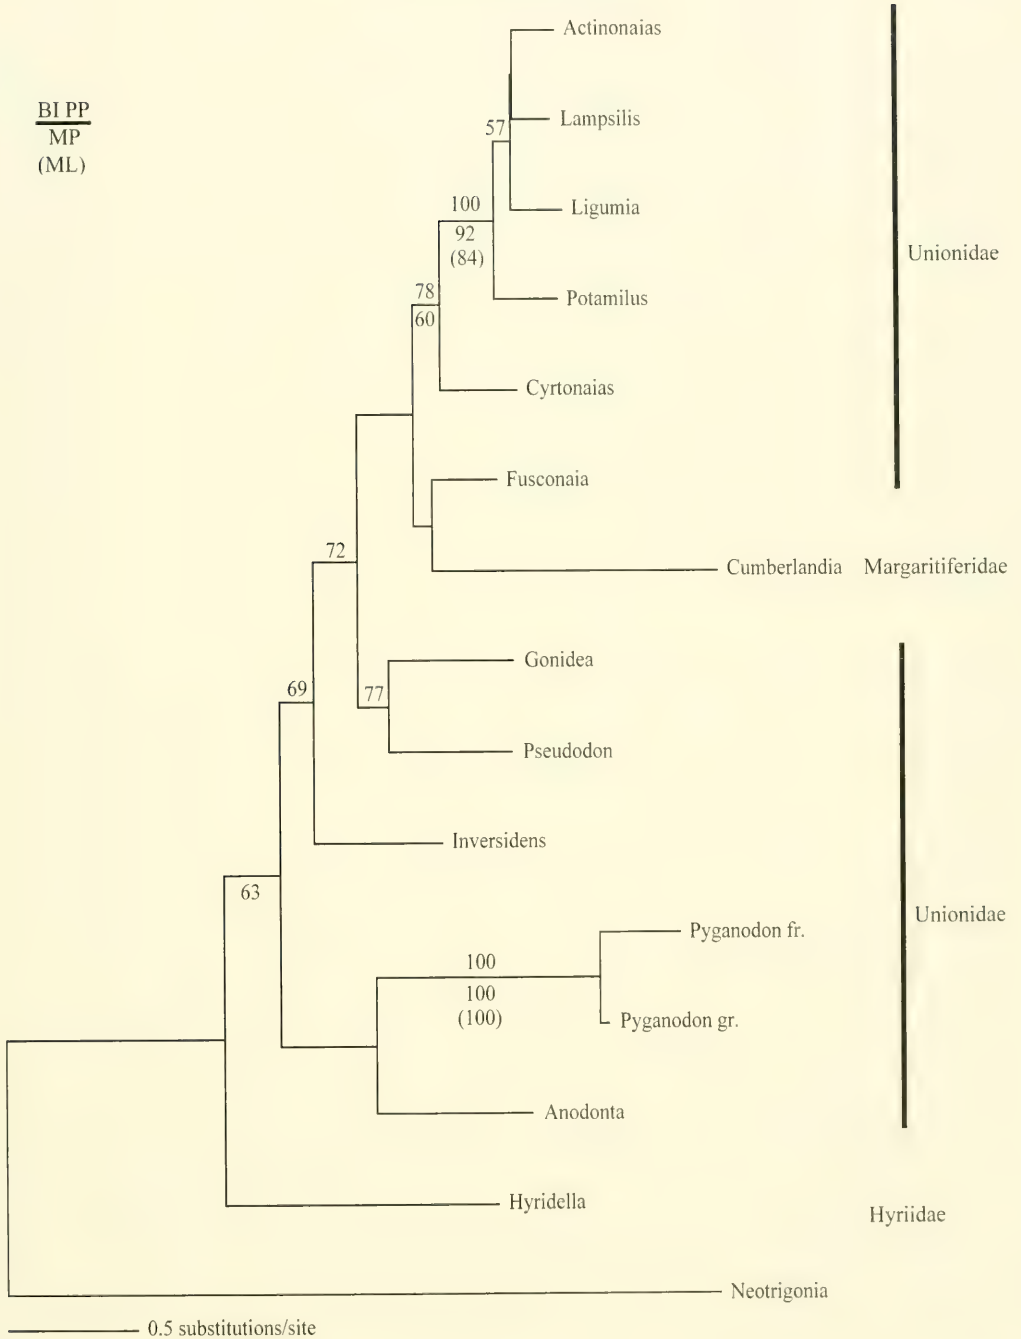 Actinonaias
BI PP
MP
(ML)
Lampsilis
57
Ligumia
100
92
(84)
Unionidae
Potamilus
78
60
Cyrtonaias
Fusconaia
72
Cumberlandia Margaritiferidae
Gonidea
69
77
Pseudodon
Inversidens
63
Unionidae
Pyganodon fr.
100
100
(100)
Pyganodon gr.
Anodonta
Hyridella
Hyriidae
Neotrigonia
0.5 substitutions/site